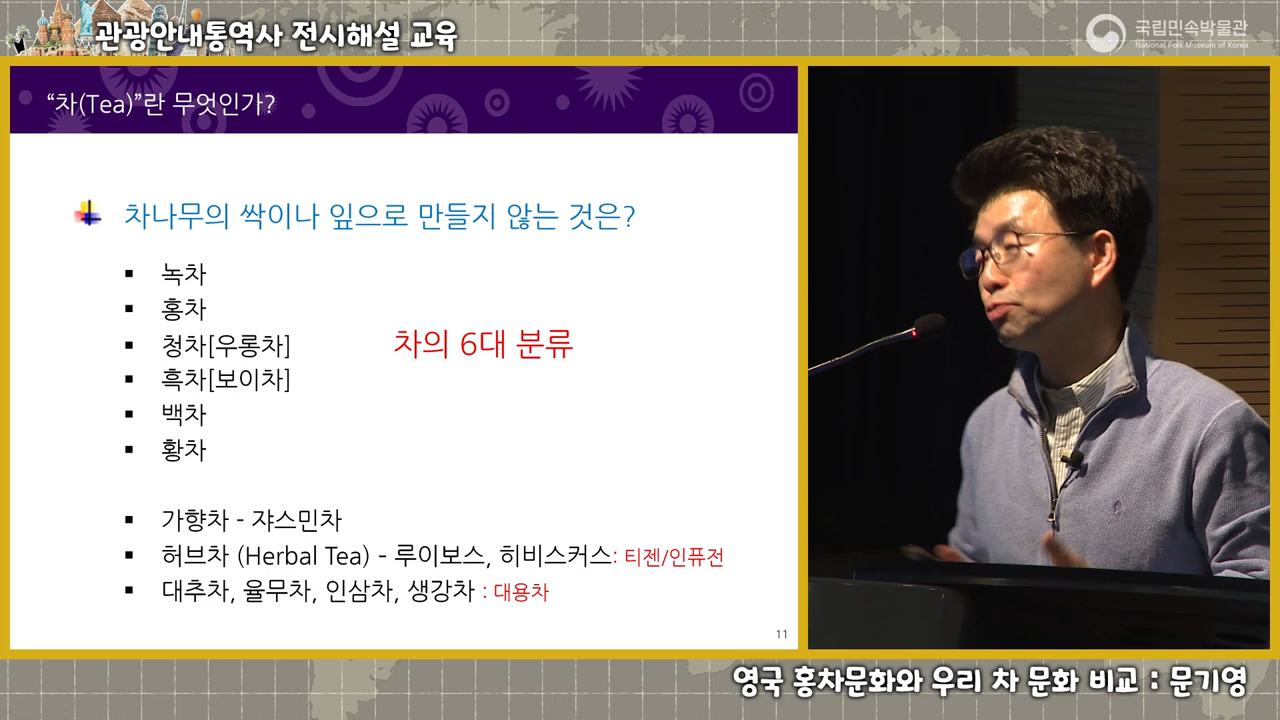 관광안내통역사 전시해설 교육
국립민속박물관
National Folk Museum of Korea
“차(Tea)”란 무엇인가?
차나무의 싹이나 잎으로 만들지 않는 것은?
녹차
홍차
청차[우롱차]
흑차[보이차]
백차
황차
차의 6대 분류
가향차 - 쟈스민차
허브차 (Herbal Tea) – 루이보스, 히비스커스: 티젠/인퓨전
대추차, 율무차, 인삼차, 생강차 : 대용차
11
영국 홍차문화와 우리 차 문화 비교 : 문기영